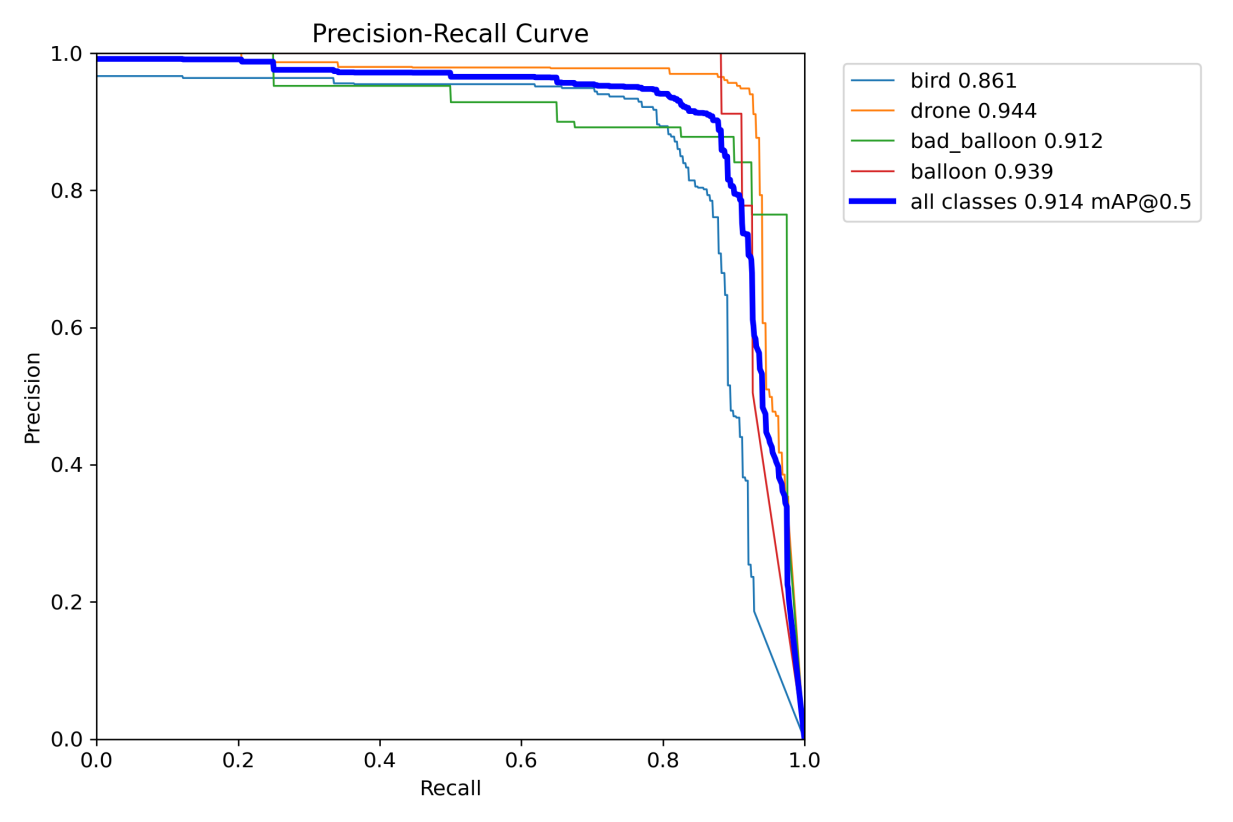 Precision-Recall Curve
1.0
0.8
0.6
0.4
0.2
0.0
Precision
0.0 0.2 0.4 0.6 0.8 1.0
Recall
bird 0.861
drone 0.944
bad_balloon 0.912
balloon 0.939
all classes 0.914 mAP@0.5